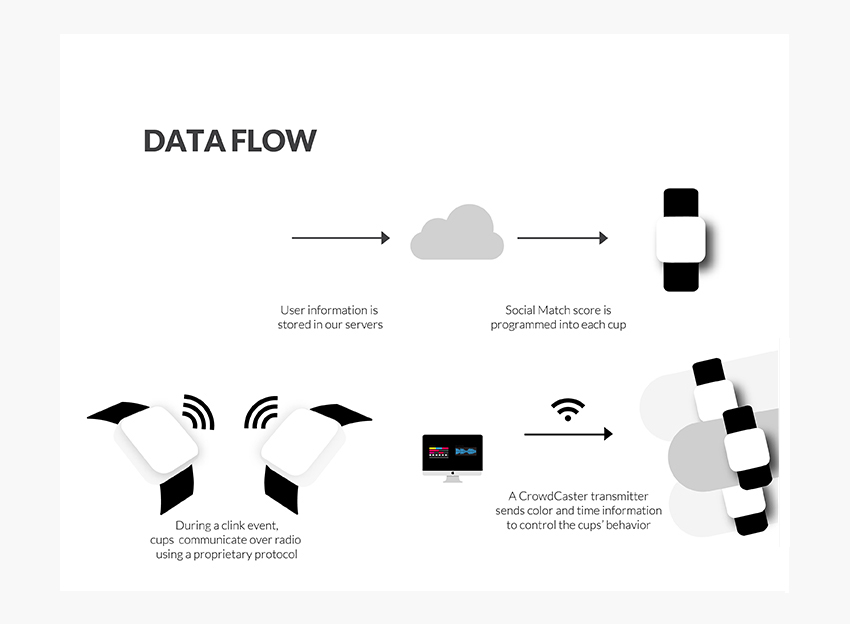 DATA FLOW
User information is
stored in our servers
Social Match score is
programmed into each cup
During a clink event,
cups communicate over radio
using a proprietary protocol
A CrowdCaster transmitter
sends color and time information
to control the cups' behavior